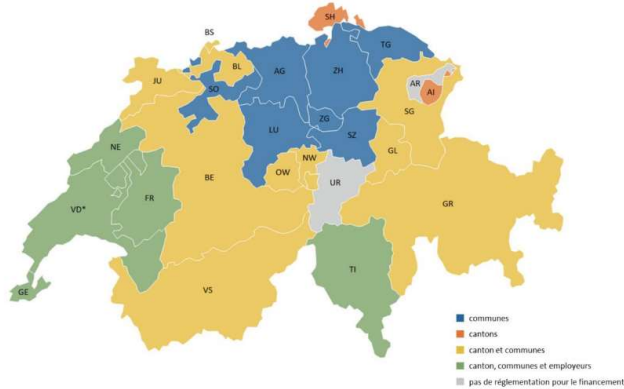 SH
BS
TG
BL
AG
ZH
JU
AR
AI
SO
SG
ZG
LU
SZ
NE
NW
GL
BE
OW
UR
FR
GR
VD*
TI
GE
VS
communes
cantons
canton et communes
canton, communes et employeurs
pas de réglementation pour le financement